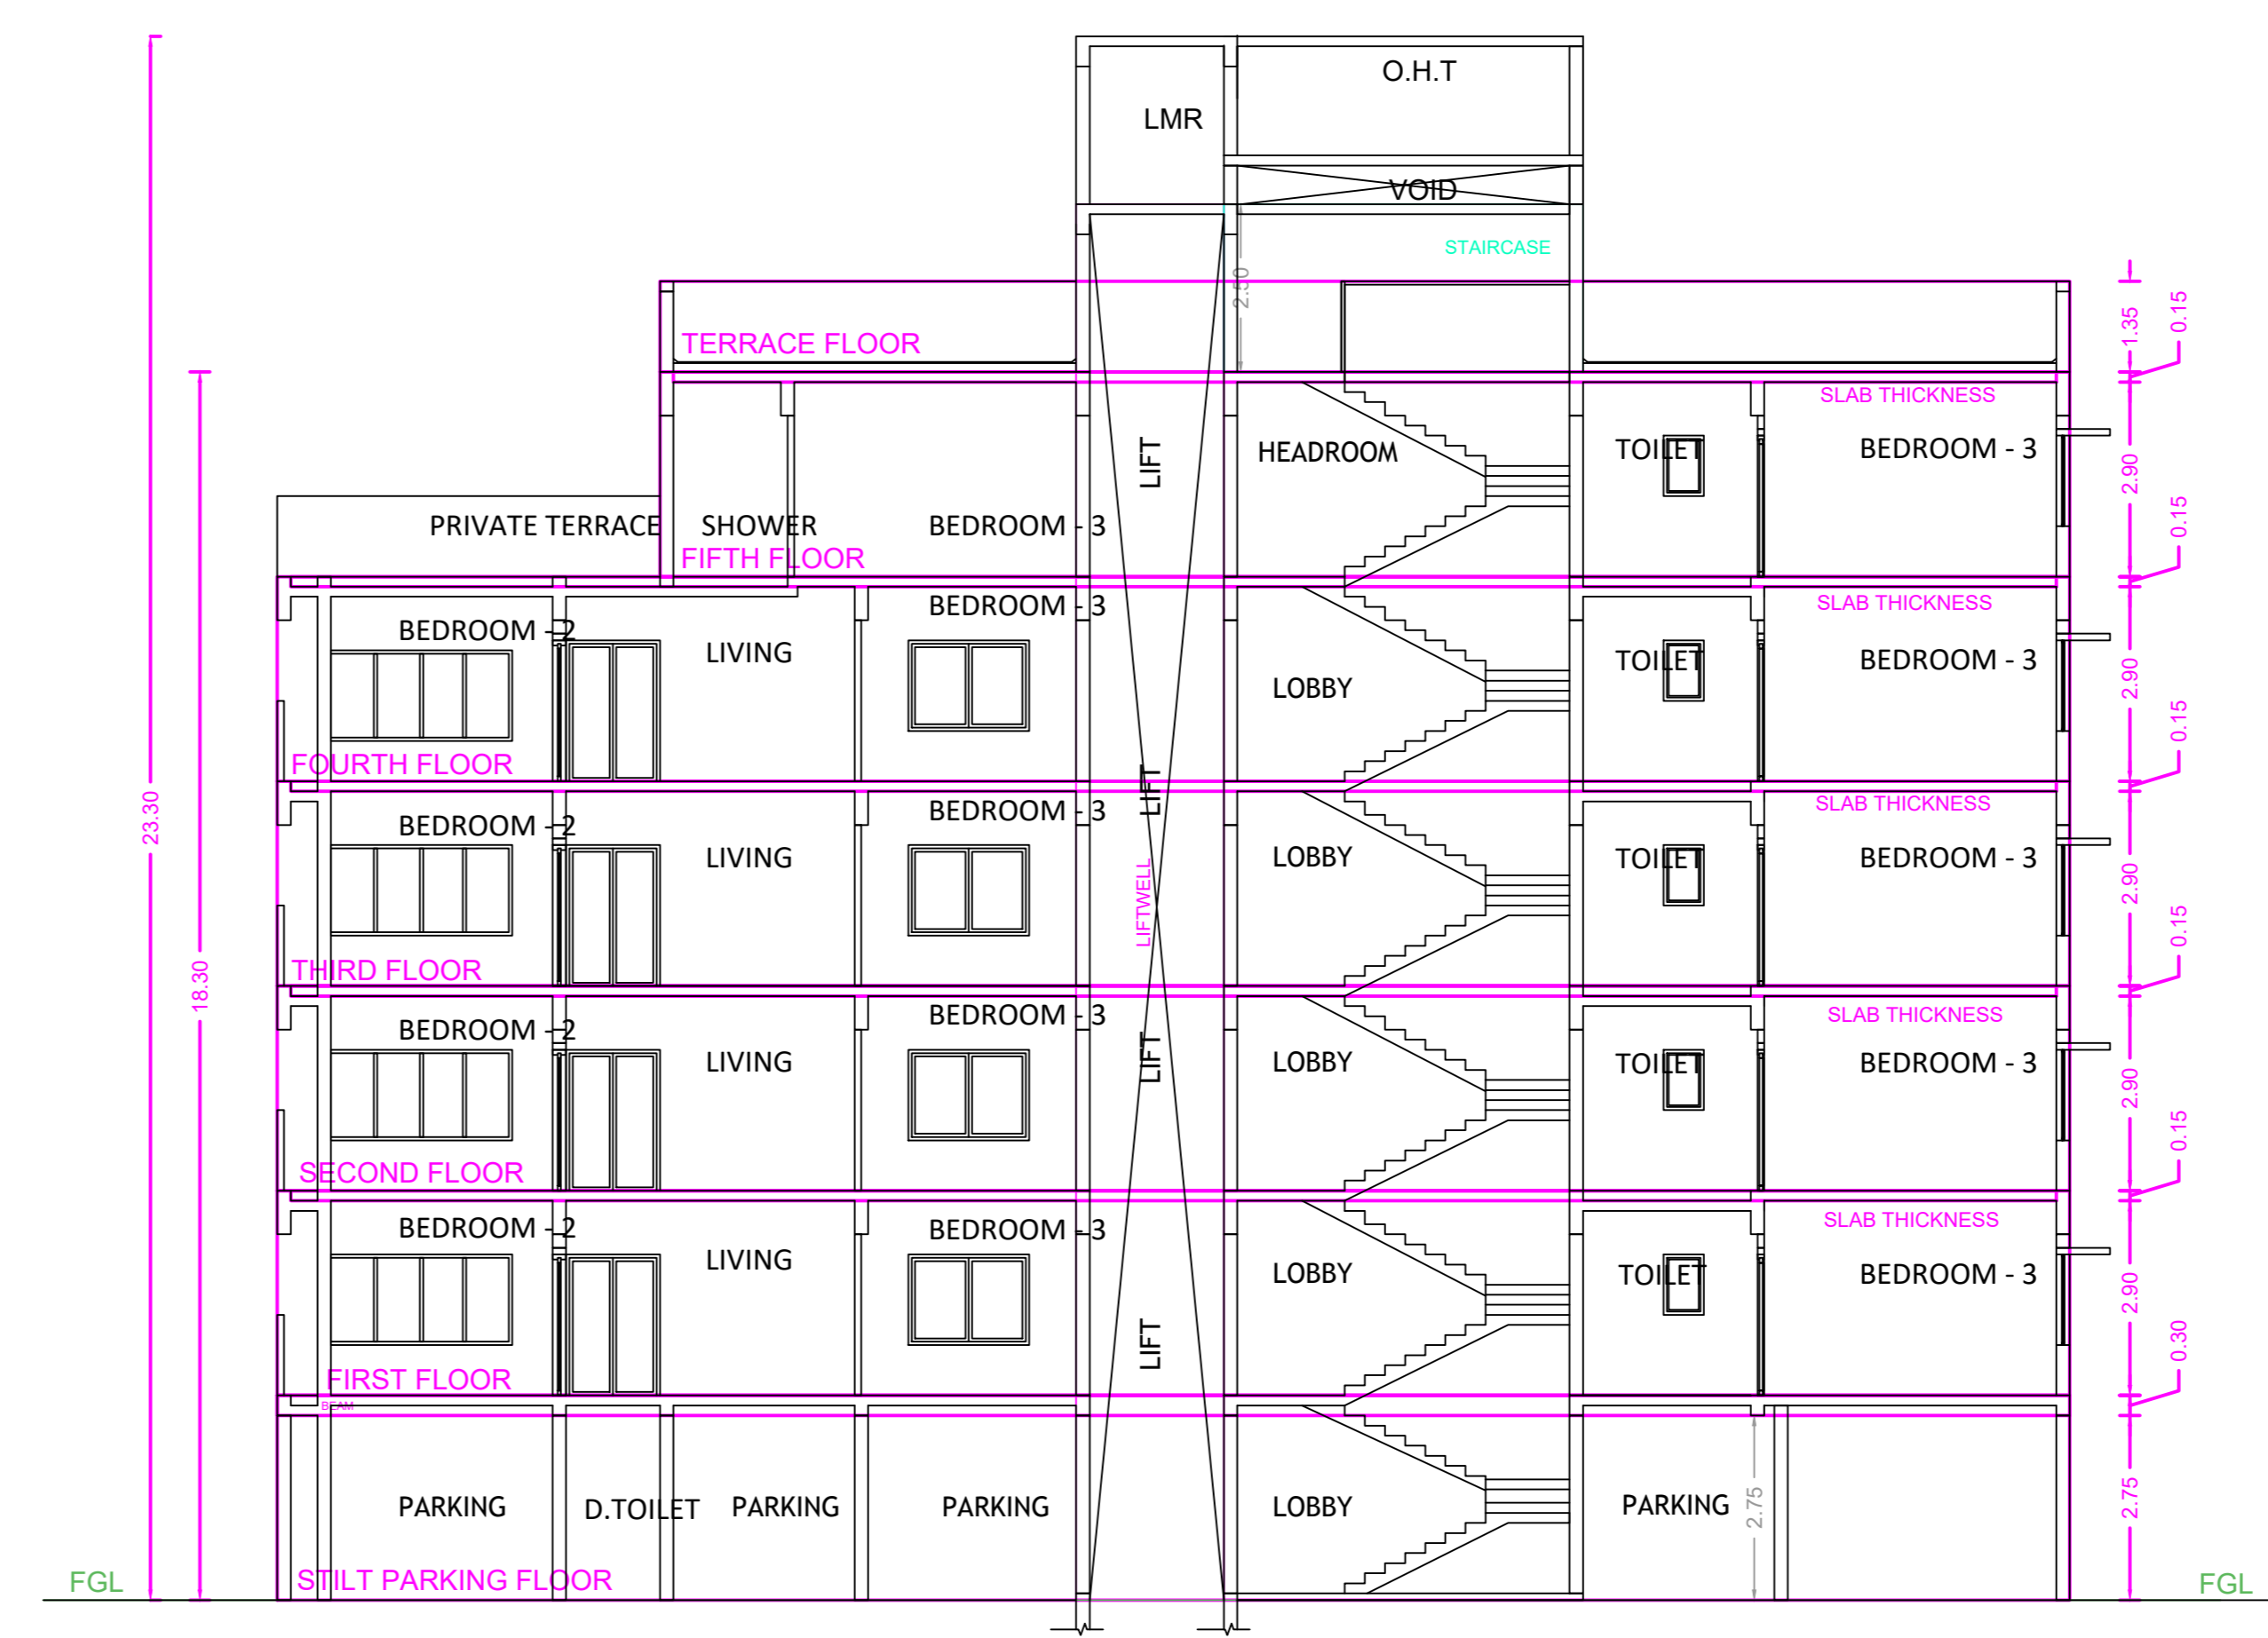 O.H.T
LMR
VOID
STAIRCASE
2.50
TERRACE FLOOR
1.35
0.15
SLAB THICKNESS
LIFT
HEADROOM
TOILET
BEDROOM - 3
2.90
PRIVATE TERRACE
SHOWER
BEDROOM - 3
FIFTH FLOOR
0.15
BEDROOM - 2
LIVING
BEDROOM - 3
LOBBY
TOILET
SLAB THICKNESS
BEDROOM - 3
2.90
FOURTH FLOOR
LIFT
0.15
23.30
BEDROOM - 2
LIVING
BEDROOM - 3
LIFTWELL
LOBBY
TOILET
SLAB THICKNESS
BEDROOM - 3
2.90
THIRD FLOOR
0.15
18.30
BEDROOM - 2
LIVING
BEDROOM - 3
LIFT
LOBBY
TOILET
SLAB THICKNESS
BEDROOM - 3
2.90
SECOND FLOOR
0.15
BEDROOM - 2
LIVING
BEDROOM - 3
LIFT
LOBBY
TOILET
SLAB THICKNESS
BEDROOM - 3
2.90
FIRST FLOOR
0.30
BEAM
PARKING
D.TOILET
PARKING
PARKING
LOBBY
PARKING
2.75
2.75
STILT PARKING FLOOR
FGL
FGL